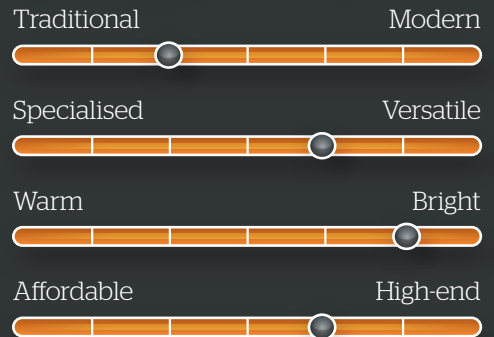 Traditional Modern
Specialised Versatile
Warm Bright
Affordable High-end